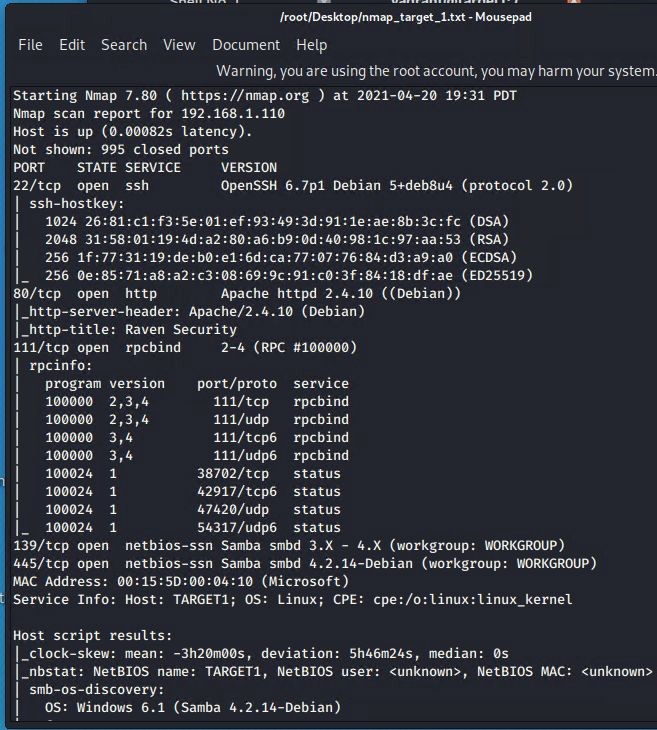 /root/Desktop/nmap_target_1.txt - Mousepad
File Edit Search View Document Help
Warning, you are using the root account, you may harm your system.
Starting Nmap 7.80 ( https://nmap.org ) at 2021-04-20 19:31 PDT
Nmap scan report for 192.168.1.110
Host is up (0.00082s latency).
Not shown: 995 closed ports
PORT    STATE SERVICE     VERSION
22/tcp  open  ssh         OpenSSH 6.7p1 Debian 5+deb8u4 (protocol 2.0)
| ssh-hostkey:
|   1024 26:81:c1:f3:5e:01:ef:93:49:3d:91:1e:ae:8b:3c:fc (DSA)
|   2048 31:58:01:19:4d:a2:80:a6:b9:0d:40:98:1c:97:aa:53 (RSA)
|   256 1f:77:31:19:de:b0:e1:6d:ca:77:07:76:84:d3:a9:a0 (ECDSA)
|_  256 0e:85:71:a8:a2:c3:08:69:9c:91:c0:3f:84:18:df:ae (ED25519)
80/tcp  open  http        Apache httpd 2.4.10 ((Debian))
|_http-server-header: Apache/2.4.10 (Debian)
|_http-title: Raven Security
111/tcp open  rpcbind     2-4 (RPC #100000)
| rpcinfo:
|   program version    port/proto  service
|   100000  2,3,4        111/tcp   rpcbind
|   100000  2,3,4        111/udp   rpcbind
|   100000  3,4          111/tcp6  rpcbind
|   100000  3,4          111/udp6  rpcbind
|   100024  1          38702/tcp   status
|   100024  1          42917/tcp6  status
|   100024  1          47420/udp   status
|_  100024  1          54317/udp6  status
139/tcp open  netbios-ssn Samba smbd 3.X - 4.X (workgroup: WORKGROUP)
445/tcp open  netbios-ssn Samba smbd 4.2.14-Debian (workgroup: WORKGROUP)
MAC Address: 00:15:5D:00:04:10 (Microsoft)
Service Info: Host: TARGET1; OS: Linux; CPE: cpe:/o:linux:linux_kernel
Host script results:
|_clock-skew: mean: -3h20m00s, deviation: 5h46m24s, median: 0s
|_nbstat: NetBIOS name: TARGET1, NetBIOS user: <unknown>, NetBIOS MAC: <unknown>
| smb-os-discovery:
|   OS: Windows 6.1 (Samba 4.2.14-Debian)